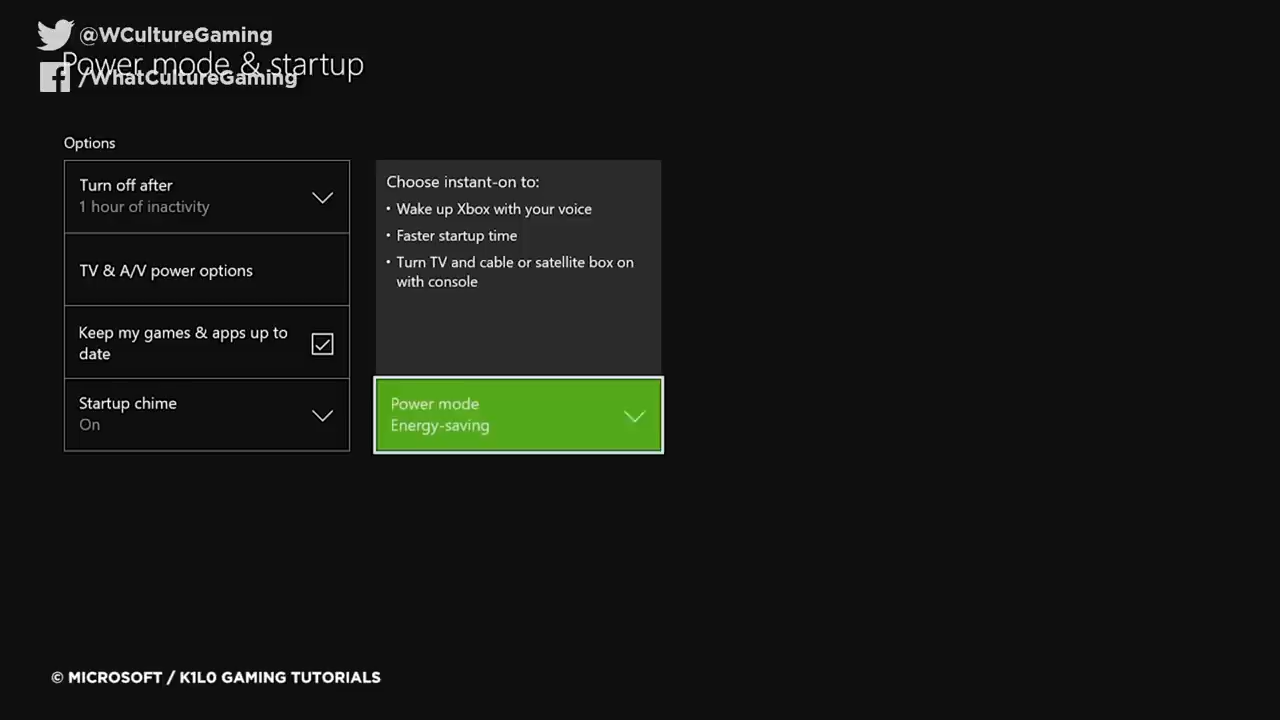 @WCultureGaming
Power mode & startup
/WhatCultureGaming
Options
Turn off after
1 hour of inactivity
TV & A/V power options
Keep my games & apps up to
date
Startup chime
On
Choose instant-on to:
• Wake up Xbox with your voice
• Faster startup time
• Turn TV and cable or satellite box on
with console
Power mode
Energy-saving
© MICROSOFT / K1L0 GAMING TUTORIALS